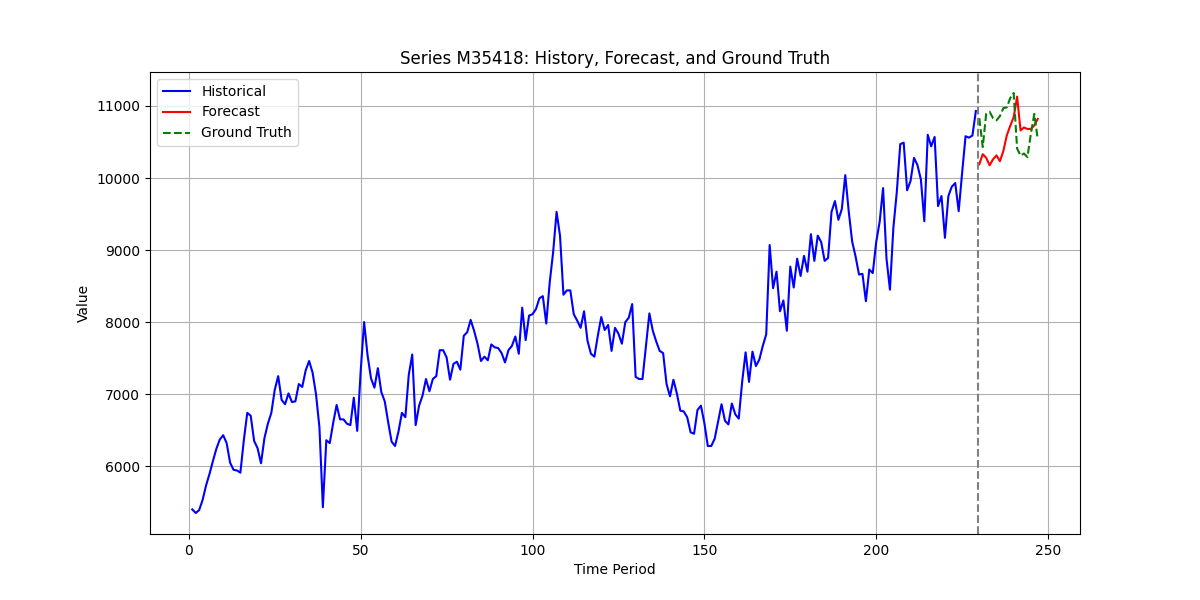 Series M35418: History, Forecast, and Ground Truth
Historical
Forecast
Ground Truth
11000
10000
9000
8000
7000
6000
Value
0 50 100 150 200 250
Time Period